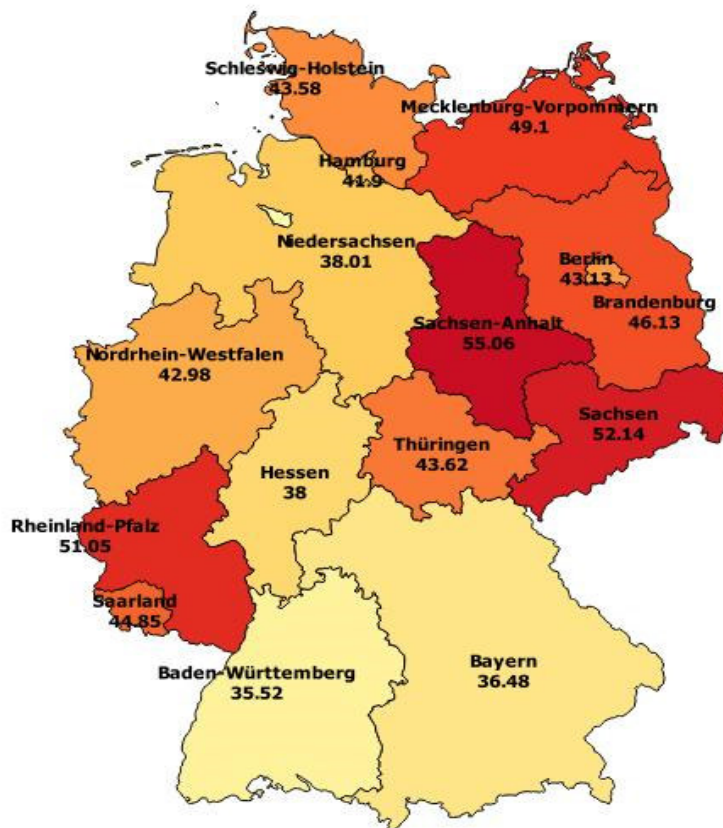 Schleswig-Holstein
43.58
Mecklenburg-Vorpommern
49.1
Hamburg
41.9
Niedersachsen
38.01
Berlin
43.13
Brandenburg
46.13
Sachsen-Anhalt
55.06
Nordrhein-Westfalen
42.98
Sachsen
52.14
Thüringen
43.62
Hessen
38
Rheinland-Pfalz
51.05
Saarland
44.85
Bayern
36.48
Baden-Württemberg
35.52